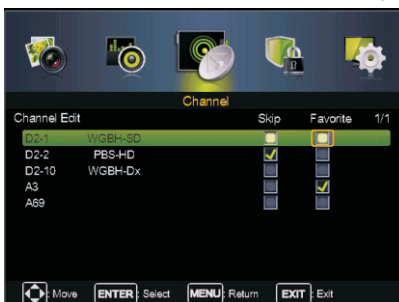 Channel
Channel Edit Skip Favorite 1/1
D2-1 WGBH-SD
D2-2 PBS-HD
D2-10 WGBH-Dx
A3
A69
: Move ENTER : Select MENU : Return EXIT : Exit